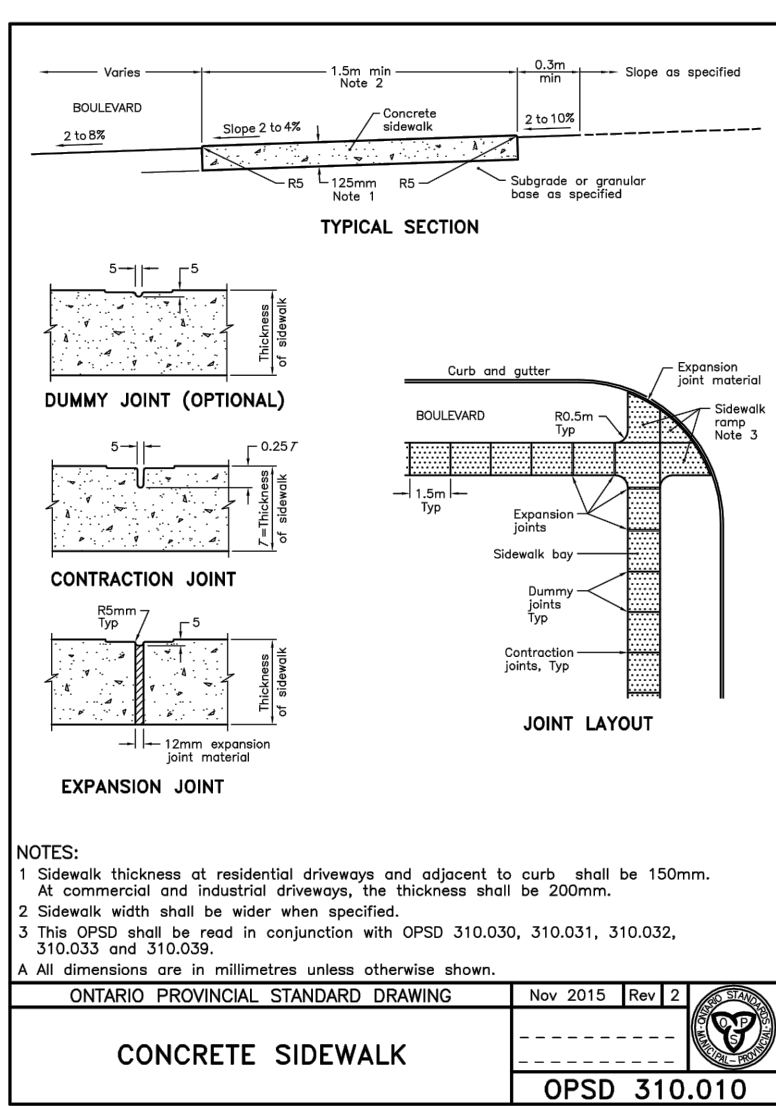 Varies
1.5m min
Note 2
0.3m
min
Slope as specified
BOULEVARD
2 to 8%
Slope 2 to 4%
Concrete
sidewalk
2 to 10%
R5
125mm
Note 1
R5
Subgrade or granular
base as specified
TYPICAL SECTION
5
5
Thickness
of sidewalk
DUMMY JOINT (OPTIONAL)
5
0.25T
T=Thickness
of sidewalk
CONTRACTION JOINT
R5mm
Typ
5
Thickness
of sidewalk
12mm expansion
joint material
EXPANSION JOINT
Curb and gutter
Expansion
joint material
BOULEVARD
R0.5m
Typ
Sidewalk
ramp
Note 3
1.5m
Typ
Expansion
joints
Sidewalk bay
Dummy
joints
Typ
Contraction
joints, Typ
JOINT LAYOUT
NOTES:
1 Sidewalk thickness at residential driveways and adjacent to curb shall be 150mm.
At commercial and industrial driveways, the thickness shall be 200mm.
2 Sidewalk width shall be wider when specified.
3 This OPSD shall be read in conjunction with OPSD 310.030, 310.031, 310.032,
310.033 and 310.039.
A All dimensions are in millimetres unless otherwise shown.
ONTARIO PROVINCIAL STANDARD DRAWING
Nov 2015 Rev 2
CONCRETE SIDEWALK
OPSD 310.010
ONTARIO STANDARDS
MUNICIPAL - PROVINCIAL
O P
S